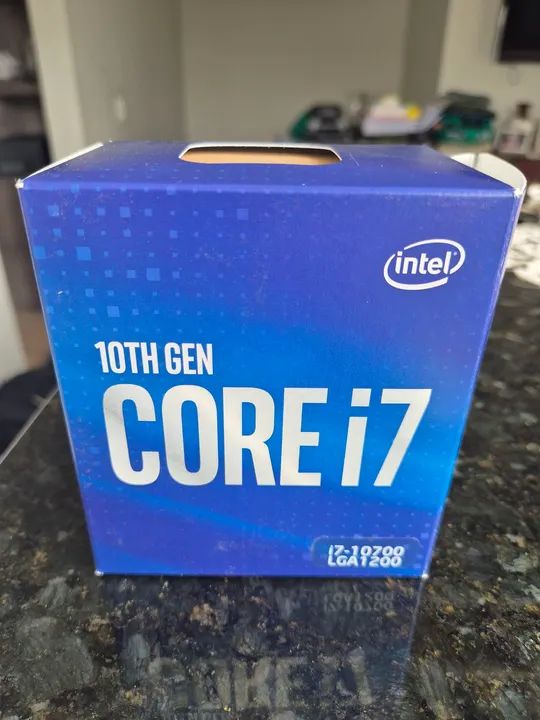 intel
10TH GEN
CORE i7
i7-10700
LGA1200